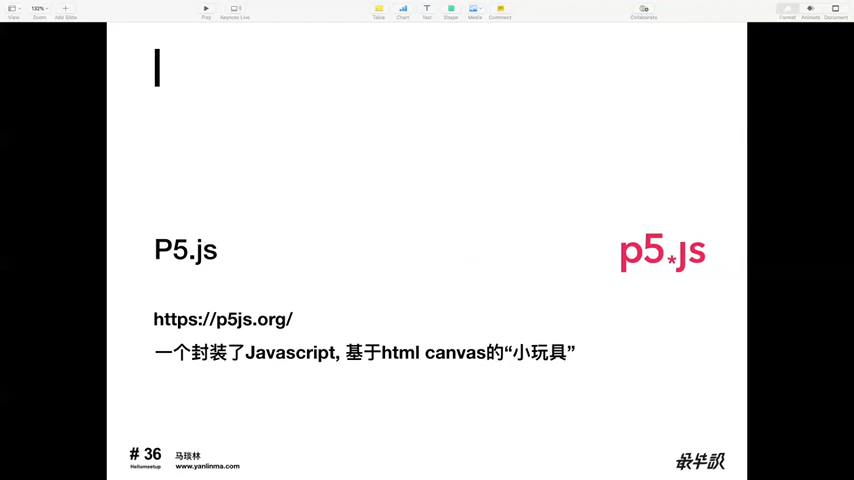 132%
View
Zoom
Add Slide
Play
Keynote Live
Table
Chart
Text
Shape
Media
Comment
Collaborate
Format
Animate
Document
P5.js
p5*js
https://p5js.org/
一个封装了Javascript, 基于html canvas的“小玩具”
# 36
Hellomeetup
马琰林
www.yanlinma.com